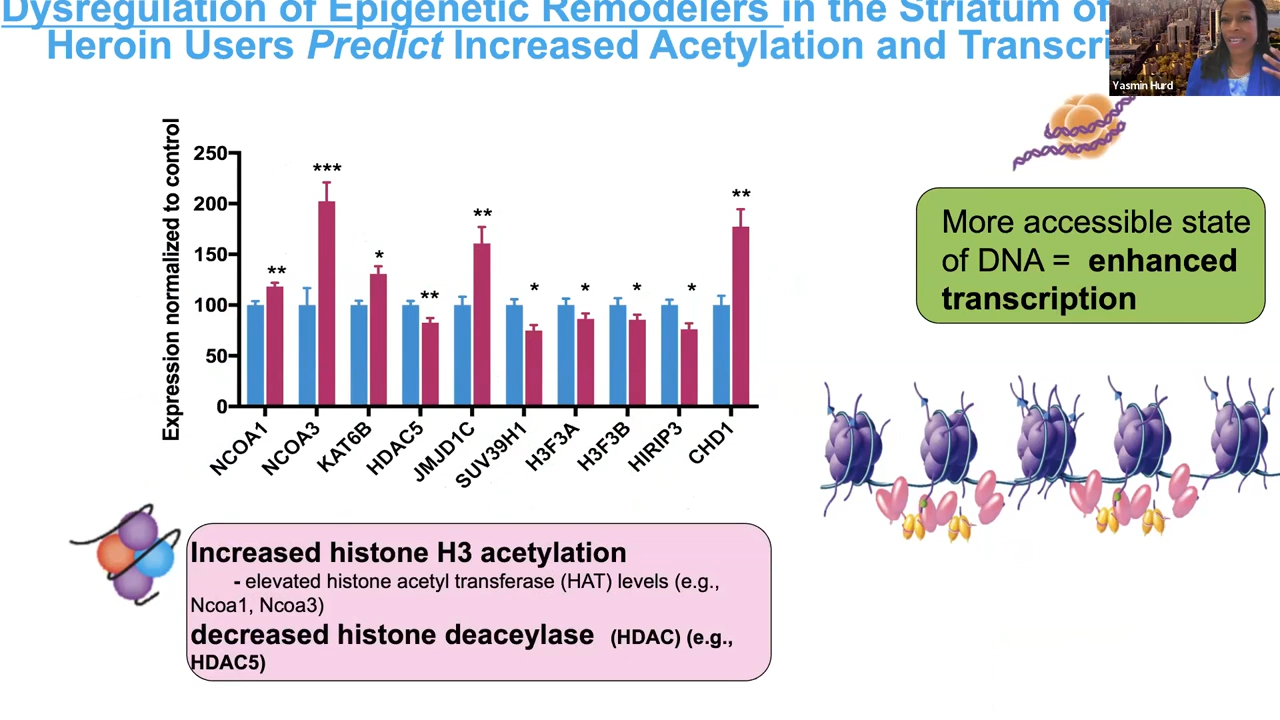 Dysregulation of Epigenetic Remodelers in the Striatum of
Heroin Users Predict Increased Acetylation and Transcri
Yasmin Hurd
Expression normalized to control
250
200
150
100
50
0
**
***
*
**
**
*
*
*
*
**
NCOA1
NCOA3
KAT6B
HDAC5
JMJD1C
SUV39H1
H3F3A
H3F3B
HIRIP3
CHD1
More accessible state
of DNA = enhanced
transcription
Increased histone H3 acetylation
- elevated histone acetyl transferase (HAT) levels (e.g.,
Ncoa1, Ncoa3)
decreased histone deaceylase (HDAC) (e.g.,
HDAC5)